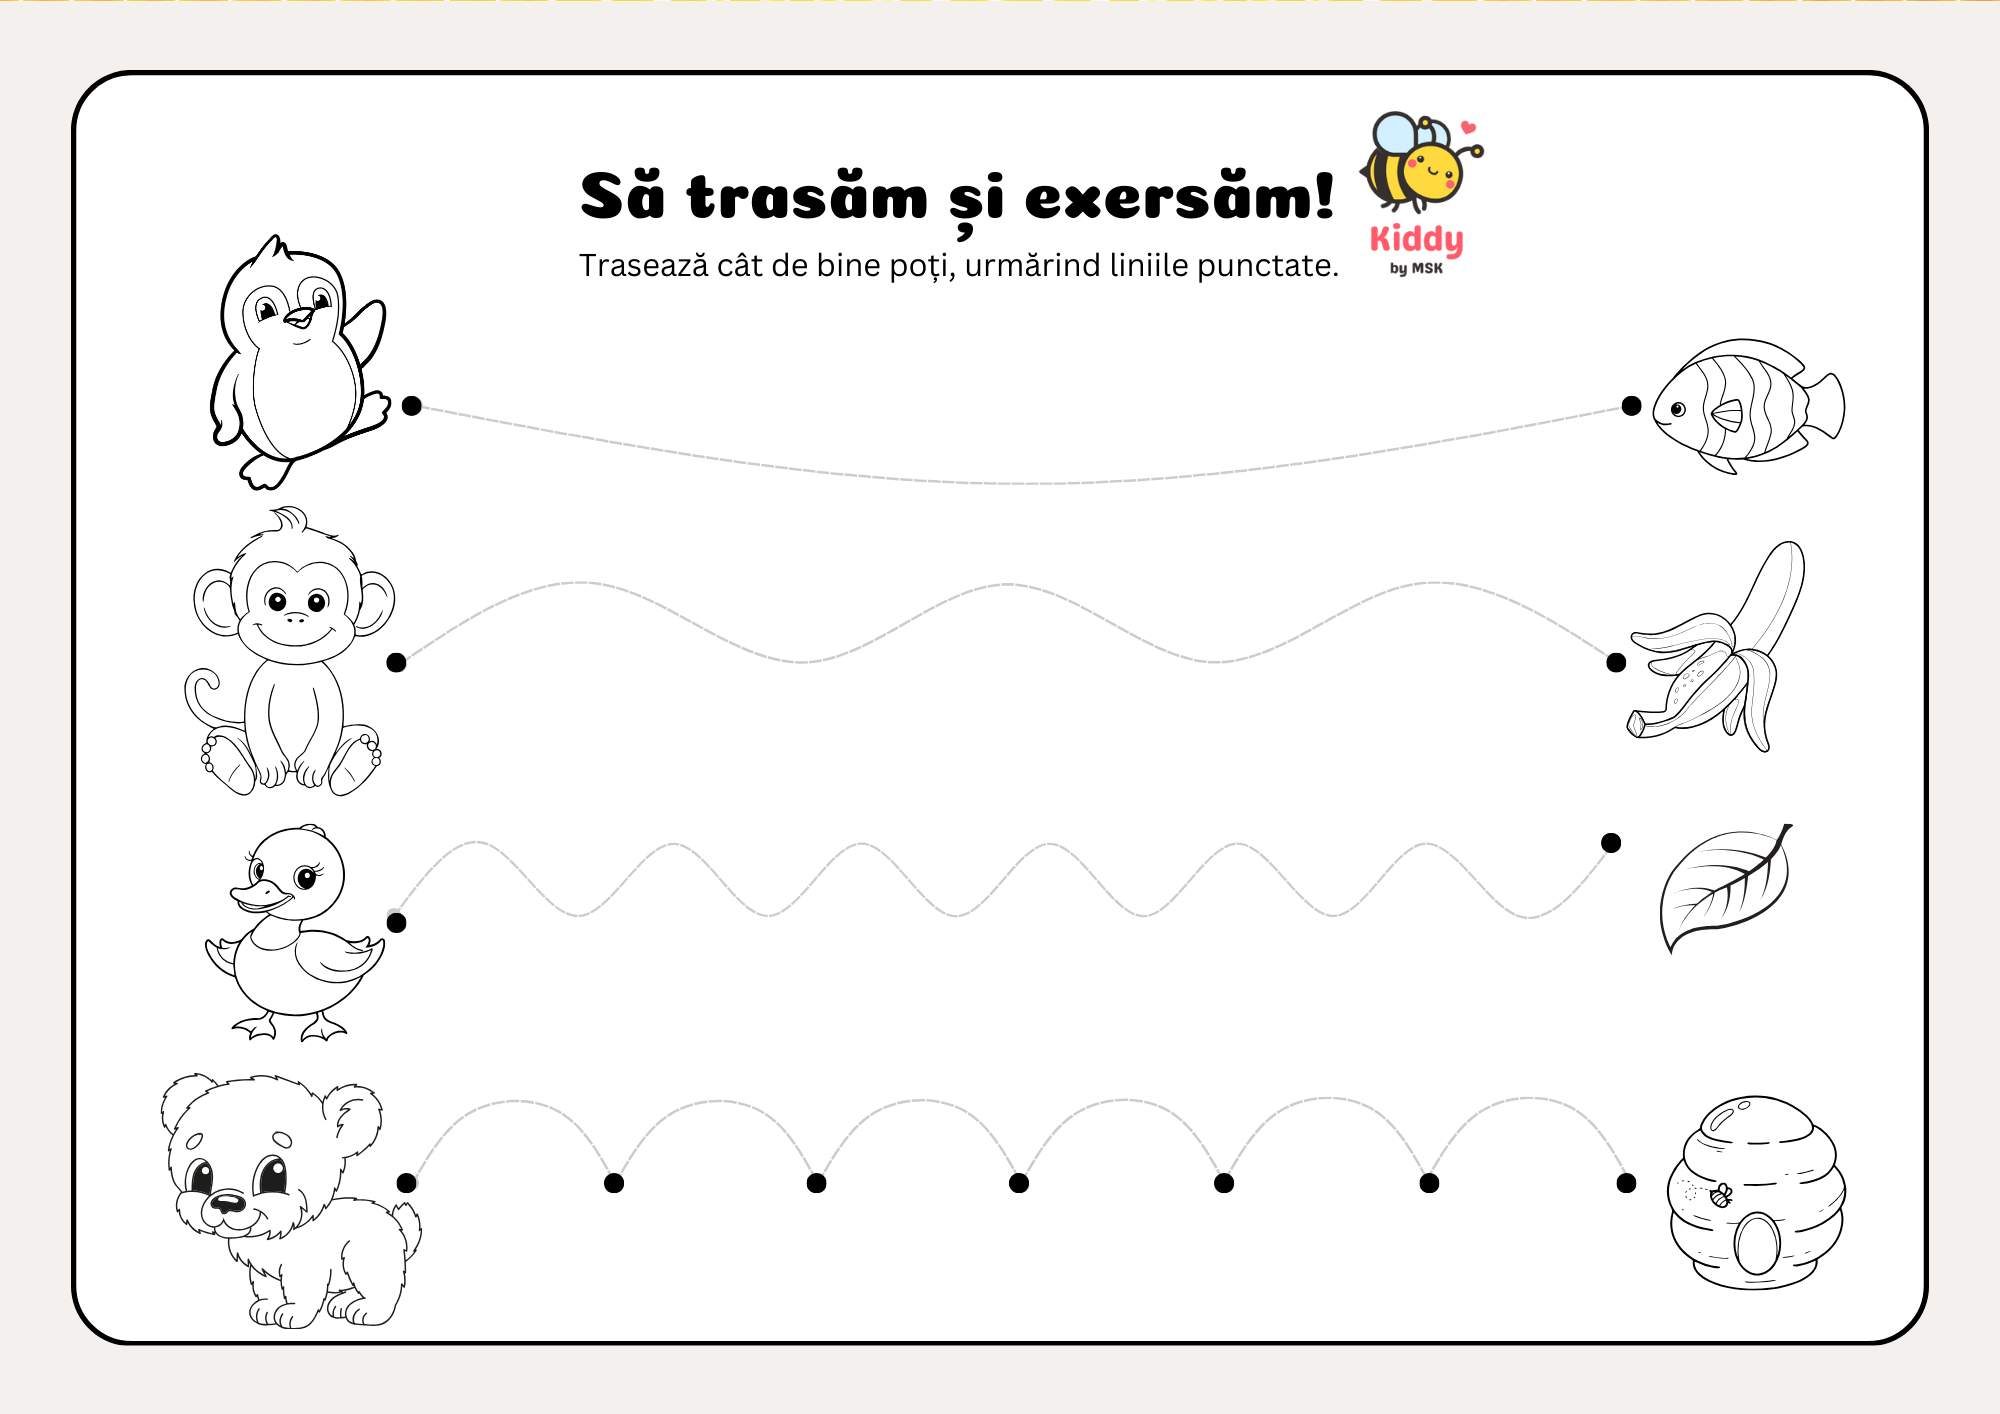 Să trasăm și exersăm!
Trasează cât de bine poți, urmărind liniile punctate.
Kiddy
by MSK